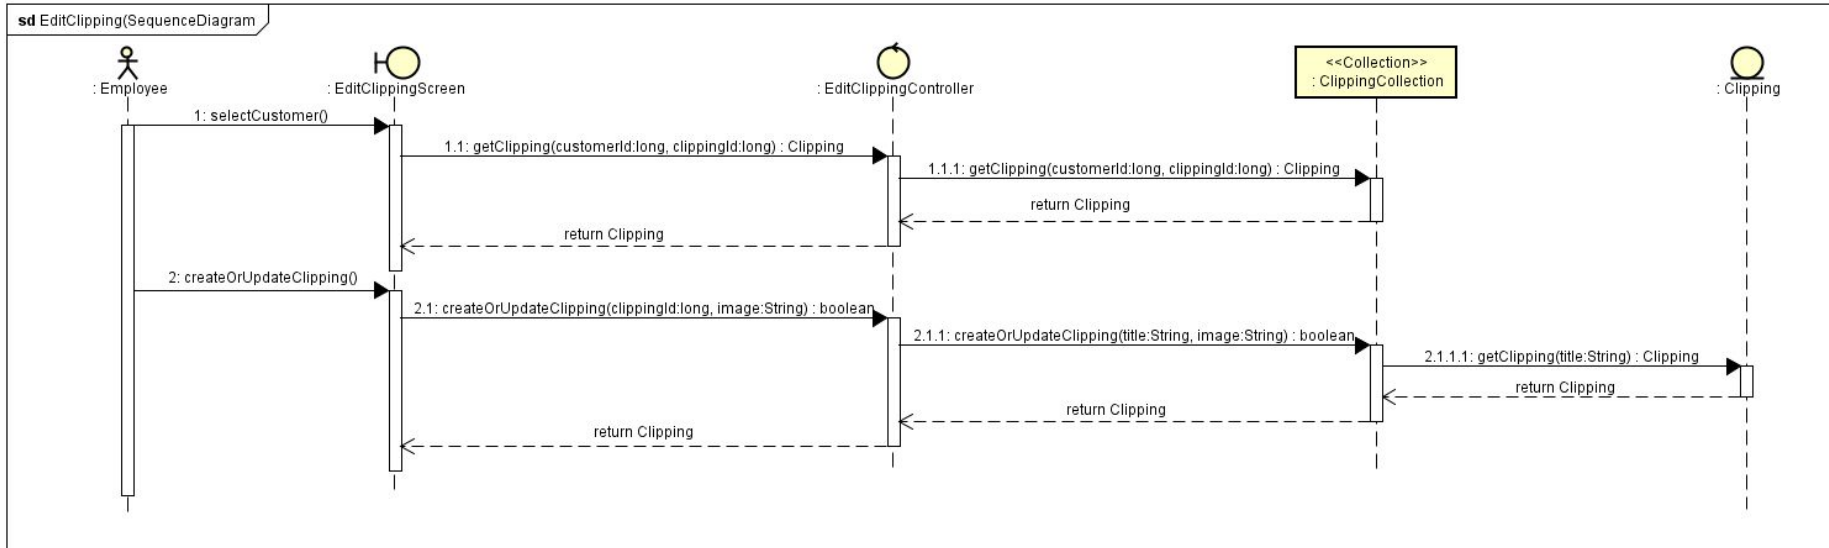 sd EditClipping(SequenceDiagram
: Employee
: EditClippingScreen
: EditClippingController
<<Collection>>
: ClippingCollection
: Clipping
1: selectCustomer()
1.1: getClipping(customerId:long, clippingId:long) : Clipping
1.1.1: getClipping(customerId:long, clippingId:long) : Clipping
return Clipping
return Clipping
2: createOrUpdateClipping()
2.1: createOrUpdateClipping(clippingId:long, image:String) : boolean
2.1.1: createOrUpdateClipping(title:String, image:String) : boolean
2.1.1.1: getClipping(title:String) : Clipping
return Clipping
return Clipping
return Clipping